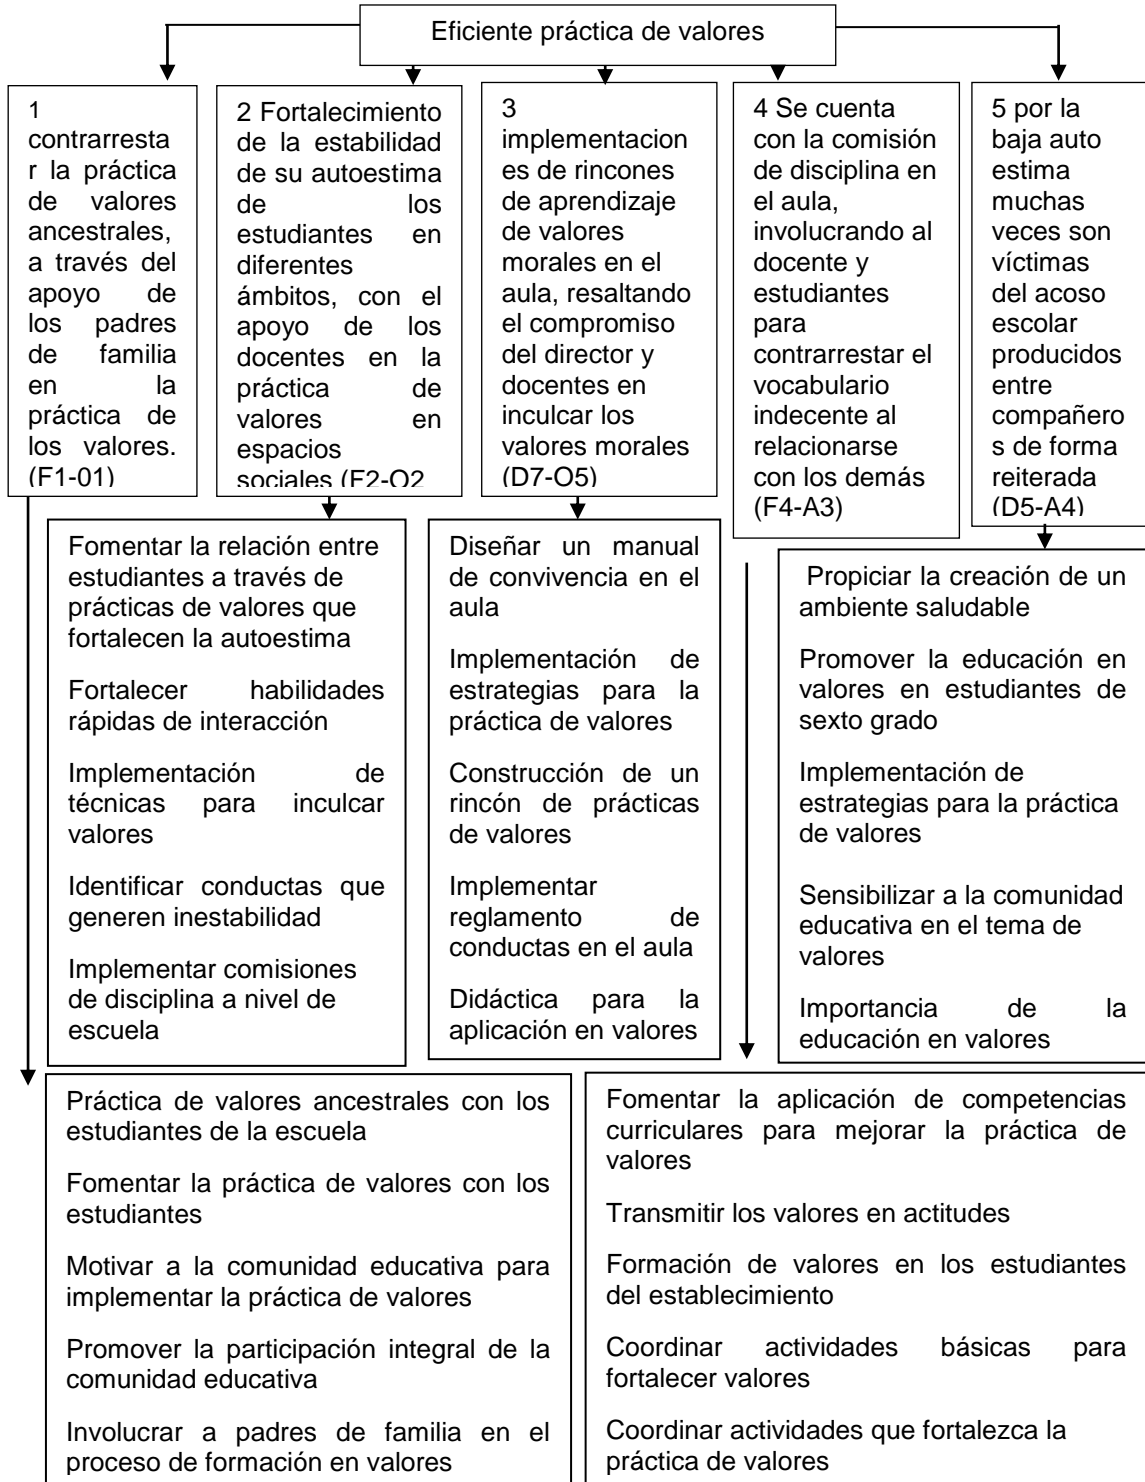 Eficiente práctica de valores
1
contrarresta
r la práctica
de valores
ancestrales,
a través del
apoyo de
los padres
de familia
en la
práctica de
los valores.
(F1-01)
2 Fortalecimiento
de la estabilidad
de su autoestima
de los
estudiantes en
diferentes
ámbitos, con el
apoyo de los
docentes en la
práctica de
valores en
espacios
sociales (F2-O2
3
implementacion
es de rincones
de aprendizaje
de valores
morales en el
aula, resaltando
el compromiso
del director y
docentes en
inculcar los
valores morales
(D7-O5)
4 Se cuenta
con la comisión
de disciplina en
el aula,
involucrando al
docente y
estudiantes
para
contrarrestar el
vocabulario
indecente al
relacionarse
con los demás
(F4-A3)
5 por la
baja auto
estima
muchas
veces son
víctimas
del acoso
escolar
producidos
entre
compañero
s de forma
reiterada
(D5-A4)
Fomentar la relación entre
estudiantes a través de
prácticas de valores que
fortalecen la autoestima
Fortalecer habilidades
rápidas de interacción
Implementación de
técnicas para inculcar
valores
Identificar conductas que
generen inestabilidad
Implementar comisiones
de disciplina a nivel de
escuela
Diseñar un manual
de convivencia en el
aula
Implementación de
estrategias para la
práctica de valores
Construcción de un
rincón de prácticas
de valores
Implementar
reglamento de
conductas en el aula
Didáctica para la
aplicación en valores
Propiciar la creación de un
ambiente saludable
Promover la educación en
valores en estudiantes de
sexto grado
Implementación de
estrategias para la práctica
de valores
Sensibilizar a la comunidad
educativa en el tema de
valores
Importancia de la
educación en valores
Práctica de valores ancestrales con los
estudiantes de la escuela
Fomentar la práctica de valores con los
estudiantes
Motivar a la comunidad educativa para
implementar la práctica de valores
Promover la participación integral de la
comunidad educativa
Involucrar a padres de familia en el
proceso de formación en valores
Fomentar la aplicación de competencias
curriculares para mejorar la práctica de
valores
Transmitir los valores en actitudes
Formación de valores en los estudiantes
del establecimiento
Coordinar actividades básicas para
fortalecer valores
Coordinar actividades que fortalezca la
práctica de valores